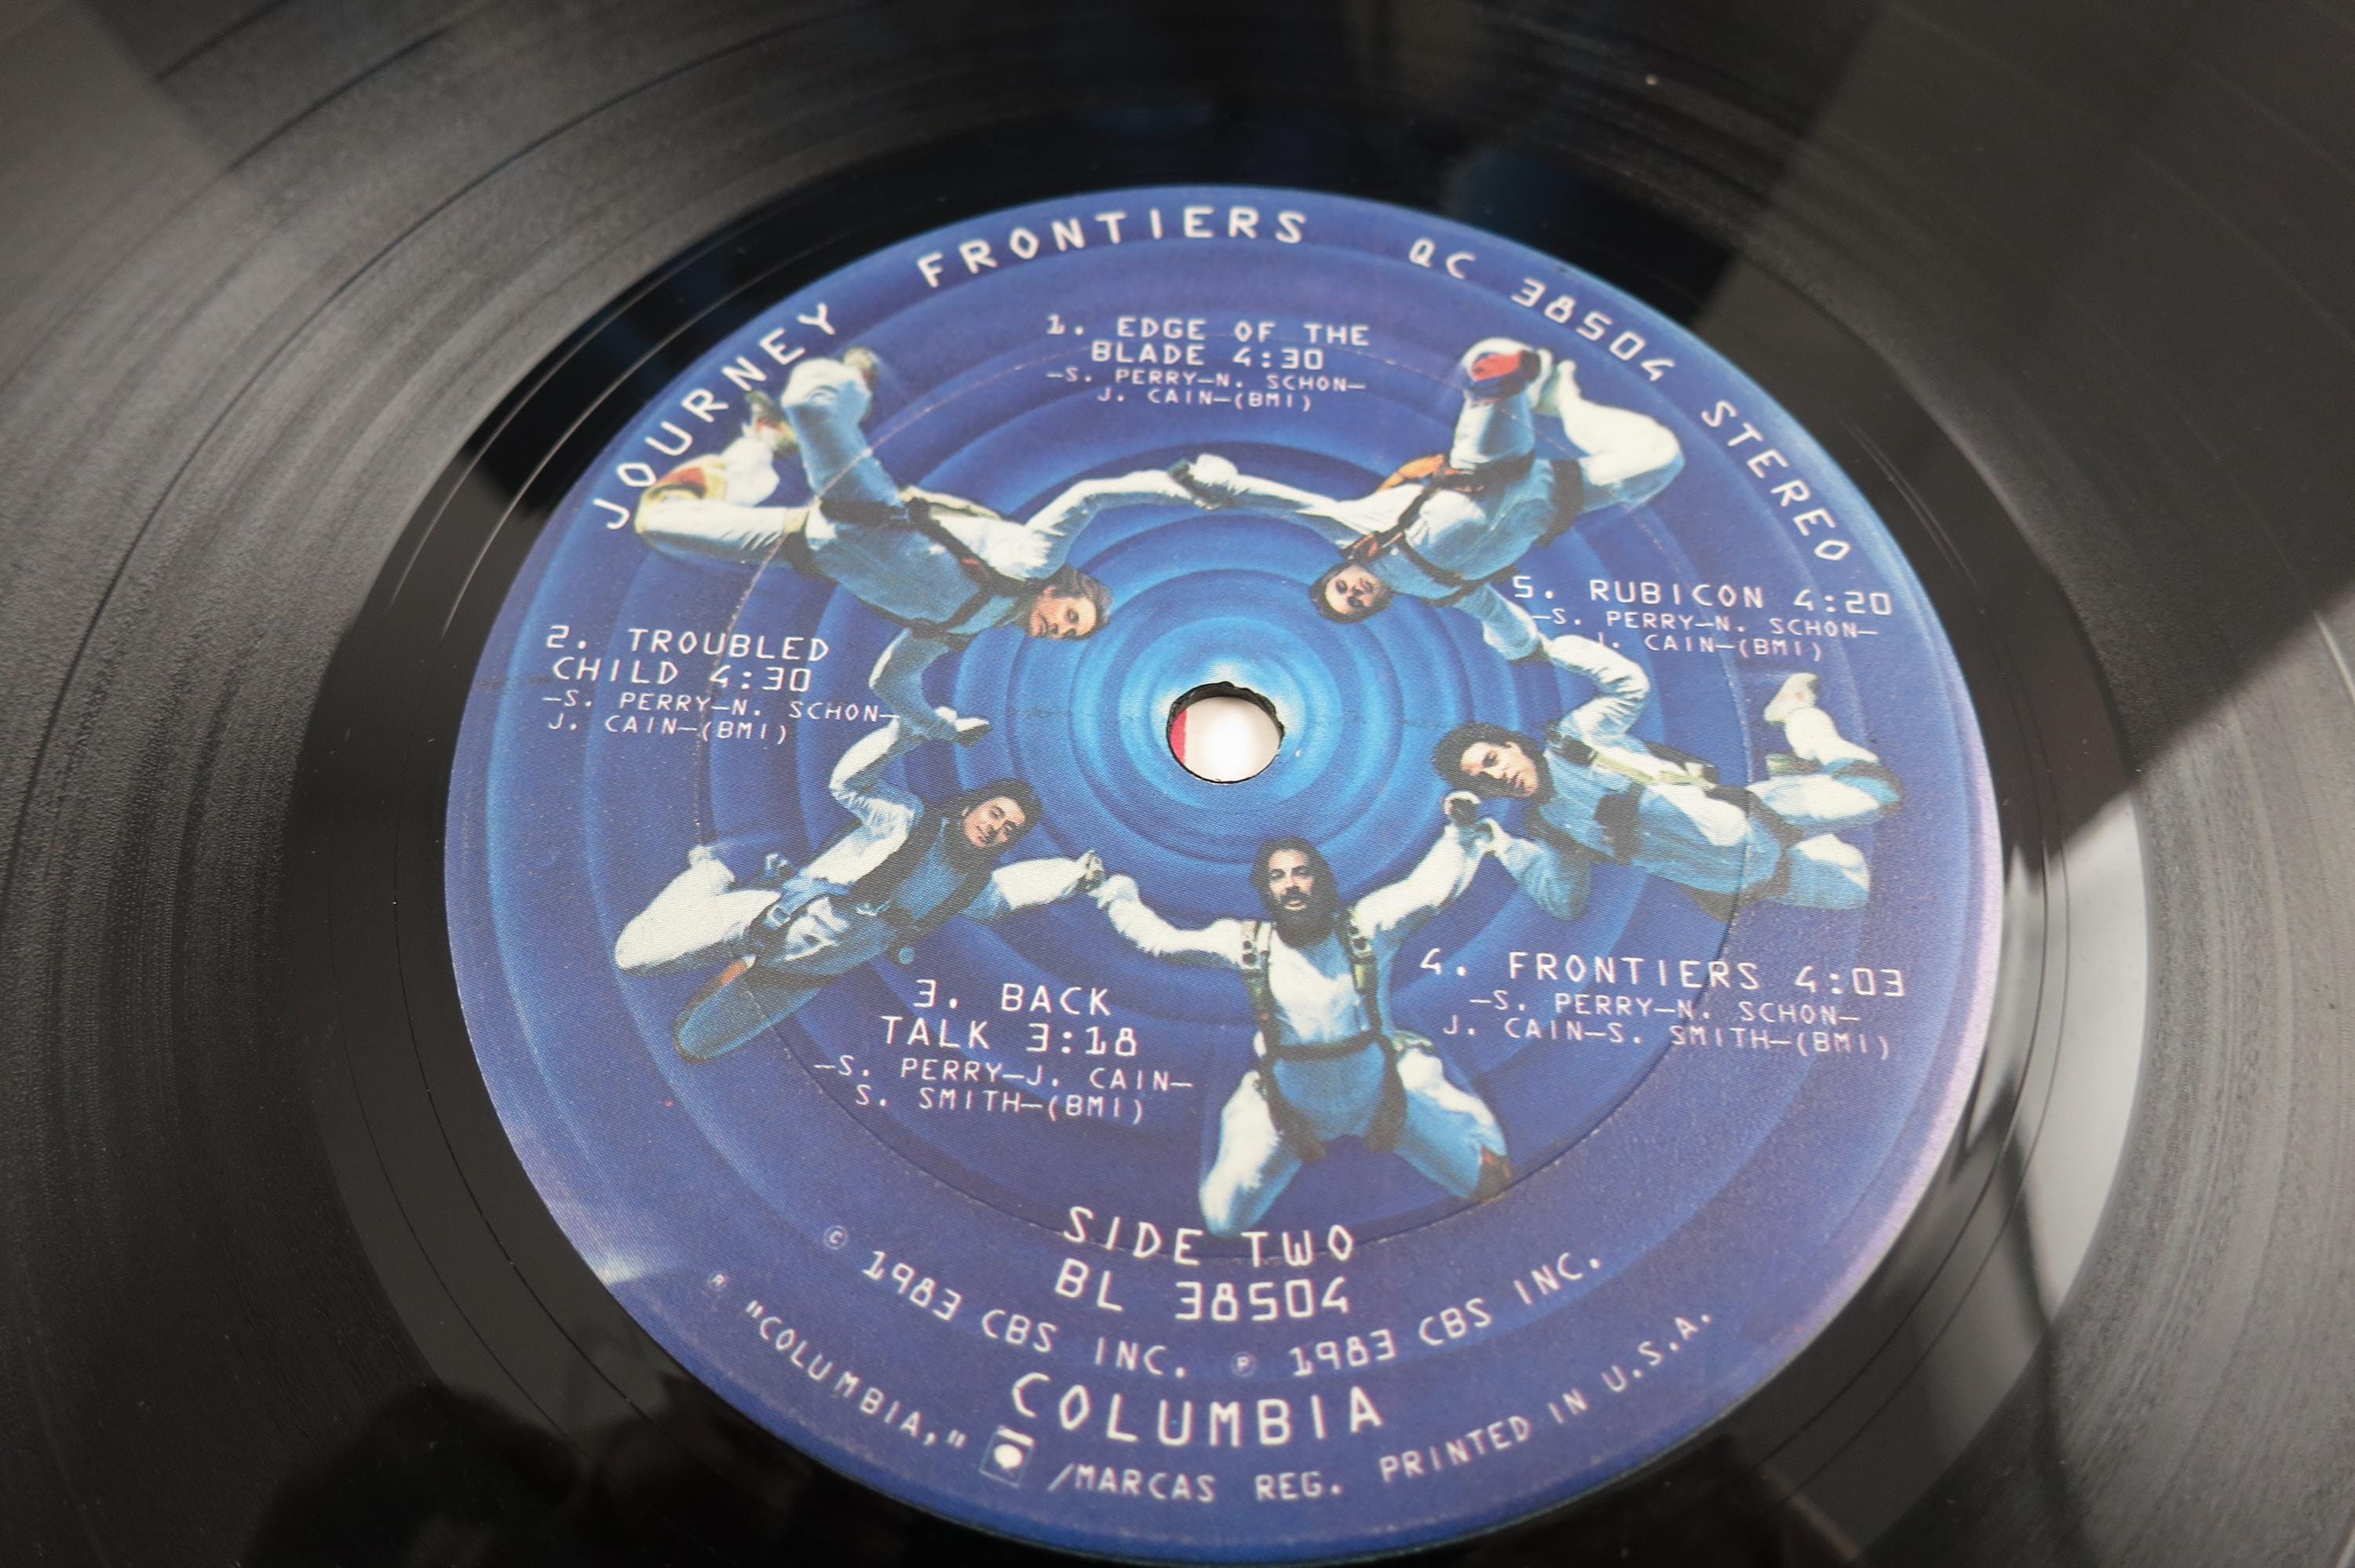 JOURNEY FRONTIERS QC 38504 STEREO
1. EDGE OF THE
BLADE 4:30
—S. PERRY—N. SCHON—
J. CAIN—(BMI)
2. TROUBLED
CHILD 4:30
—S. PERRY—N. SCHON—
J. CAIN—(BMI)
3. BACK
TALK 3:18
—S. PERRY—J. CAIN—
S. SMITH—(BMI)
4. FRONTIERS 4:03
—S. PERRY—N. SCHON—
J. CAIN—S. SMITH—(BMI)
5. RUBICON 4:20
—S. PERRY—N. SCHON—
J. CAIN—(BMI)
SIDE TWO
BL 38504
© 1983 CBS INC. ℗ 1983 CBS INC.
COLUMBIA
® "COLUMBIA," /MARCAS REG. PRINTED IN U.S.A.